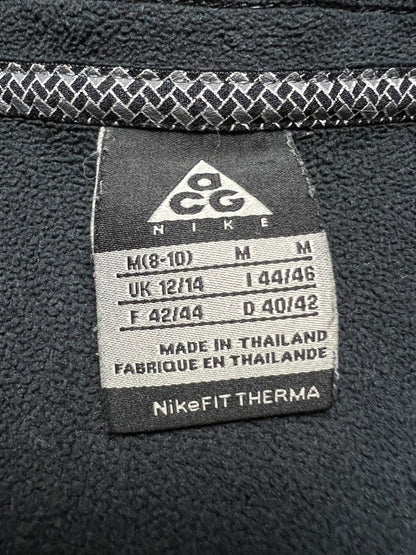 aCG
NIKE
M(8-10) M M
UK 12/14 I 44/46
F 42/44 D 40/42
MADE IN THAILAND
FABRIQUE EN THAILANDE
NikeFIT THERMA